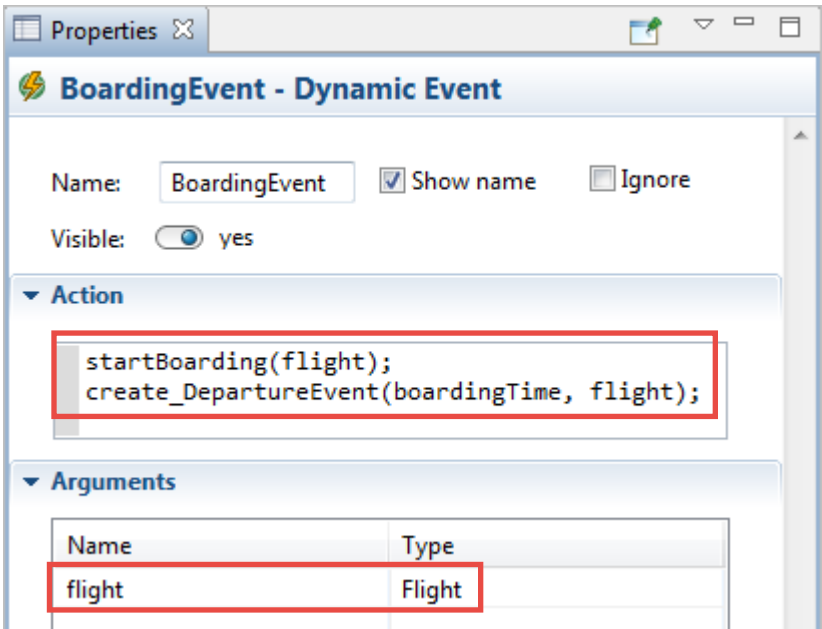 Properties
BoardingEvent - Dynamic Event
Name: BoardingEvent Show name Ignore
Visible: yes
Action
startBoarding(flight);
create_DepartureEvent(boardingTime, flight);
Arguments
Name Type
flight Flight